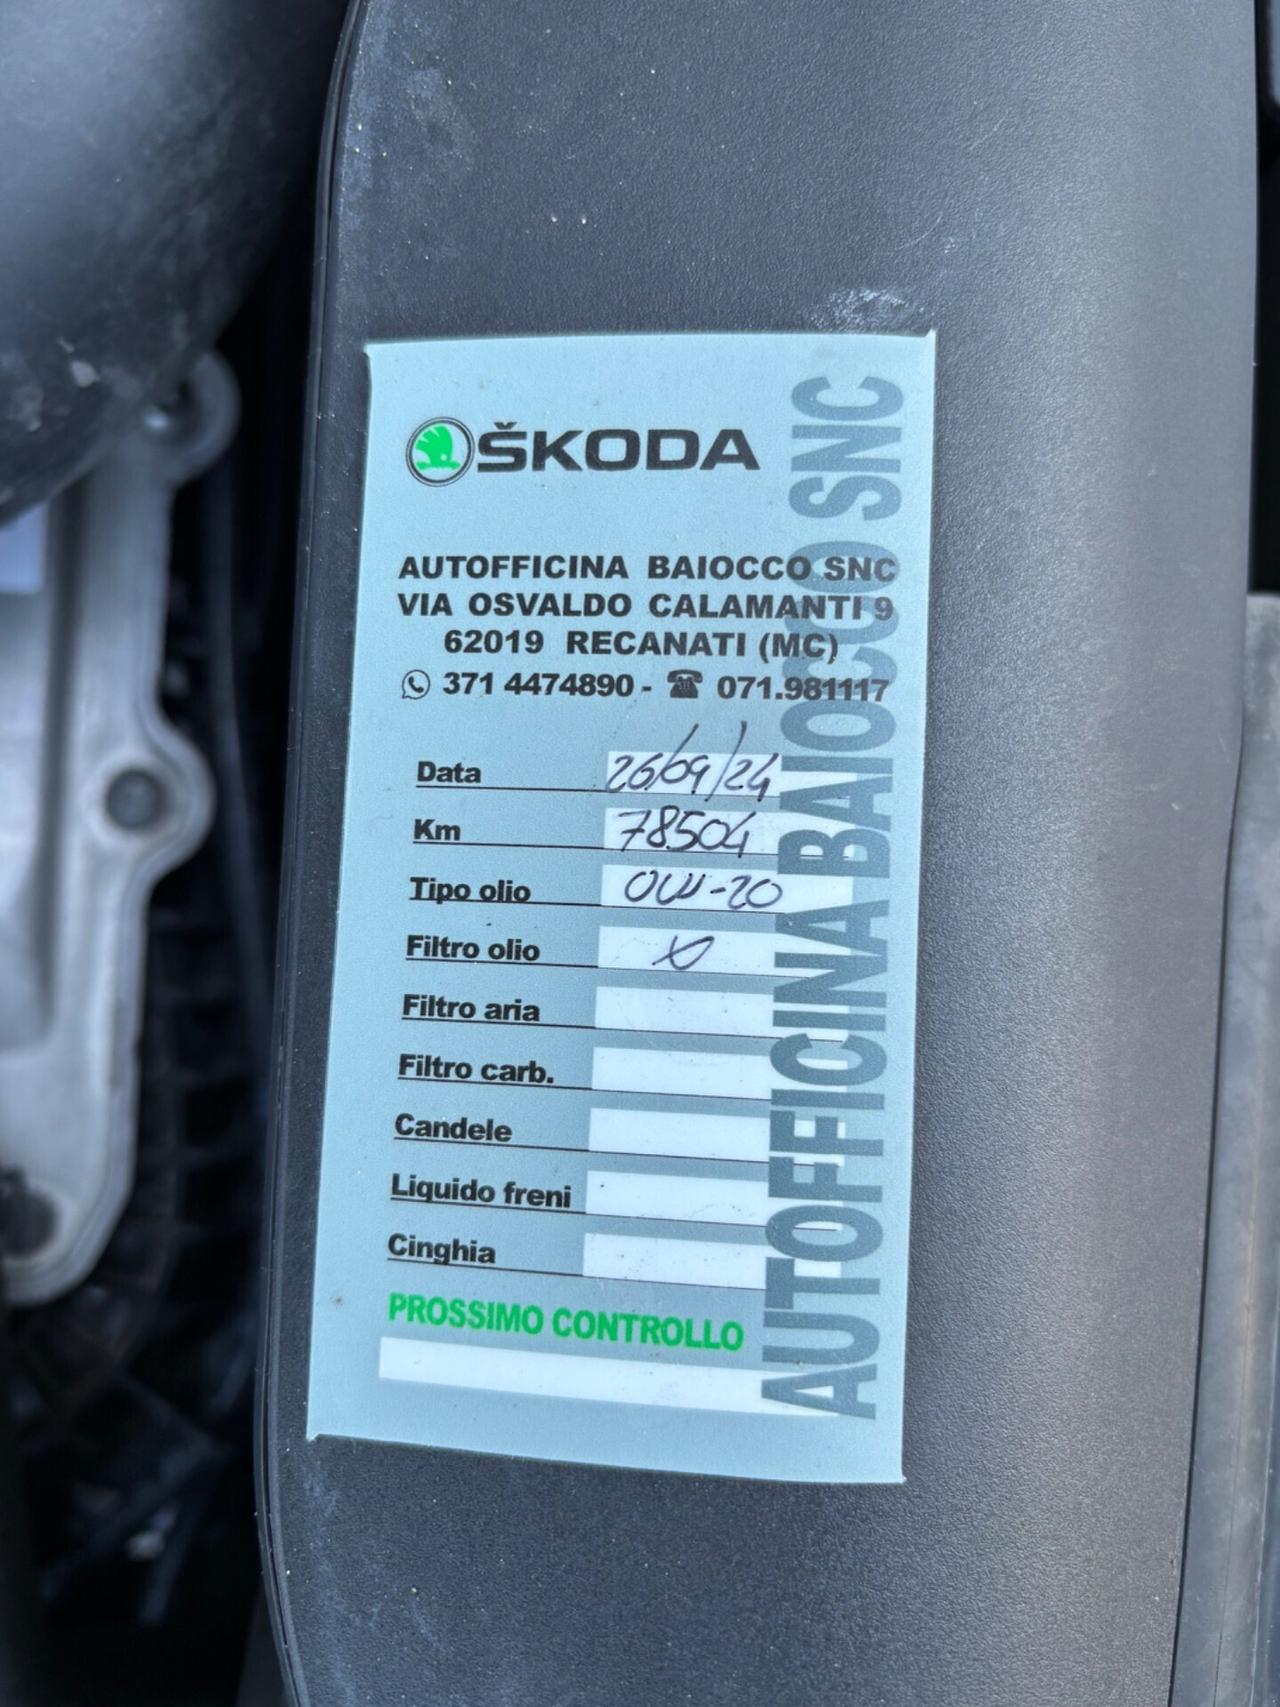 ŠKODA
AUTOFFICINA BAIOCCO SNC
VIA OSVALDO CALAMANTI 9
62019 RECANATI (MC)
371 4474890 - 071.981117
Data 26/09/24
Km 78504
Tipo olio 0W-20
Filtro olio X
Filtro aria
Filtro carb.
Candele
Liquido freni
Cinghia
PROSSIMO CONTROLLO
AUTOFFICINA BAIOCCO SNC